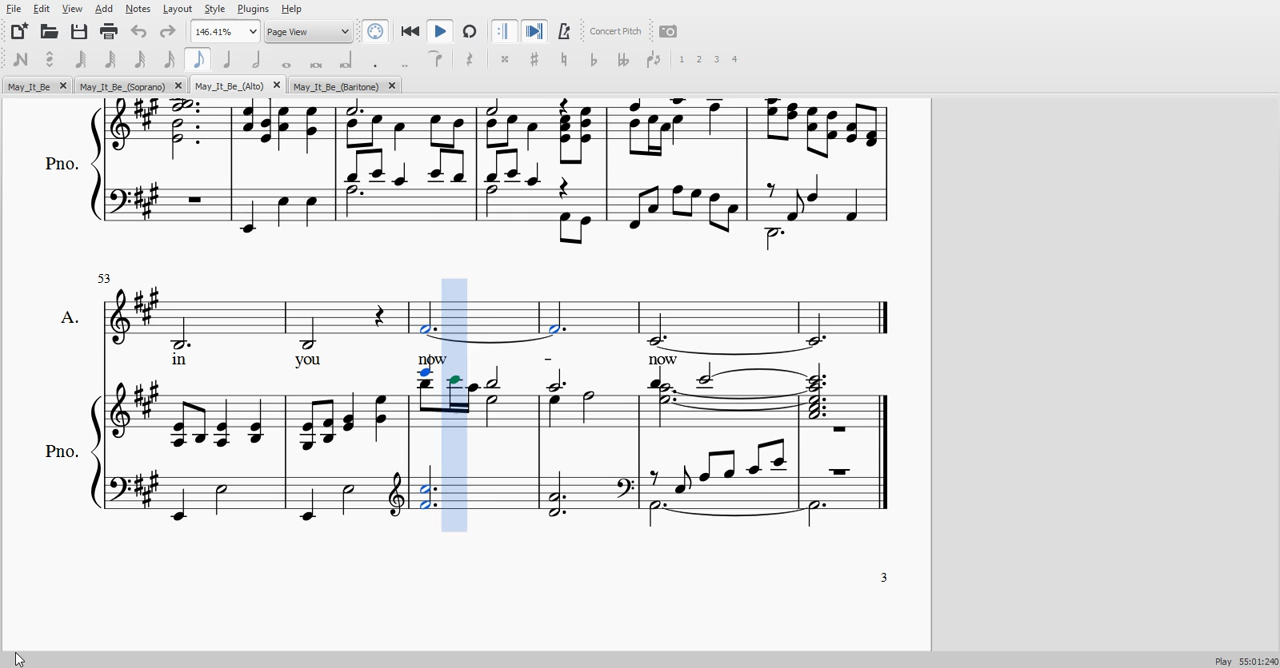 File Edit View Add Notes Layout Style Plugins Help
146.41% Page View Concert Pitch
1 2 3 4
May_It_Be May_It_Be_(Soprano) May_It_Be_(Alto) May_It_Be_(Baritone)
Pno.
53
A.
in you now - now
Pno.
3
Play 55:01:240